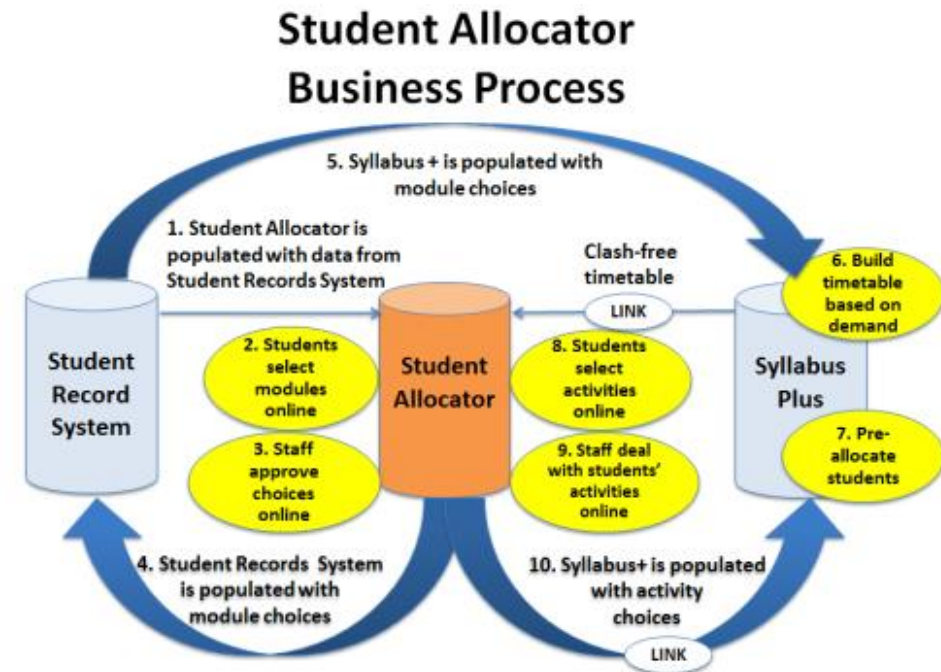 Student Allocator
Business Process
5. Syllabus + is populated with
module choices
1. Student Allocator is
populated with data from
Student Records System
Clash-free
timetable
LINK
6. Build
timetable
based on
demand
Student
Record
System
2. Students
select
modules
online
3. Staff
approve
choices
online
Student
Allocator
8. Students
select
activities
online
9. Staff deal
with students’
activities
online
Syllabus
Plus
7. Pre-
allocate
students
4. Student Records  System
is populated with
module choices
10. Syllabus+ is populated
with activity
choices
LINK